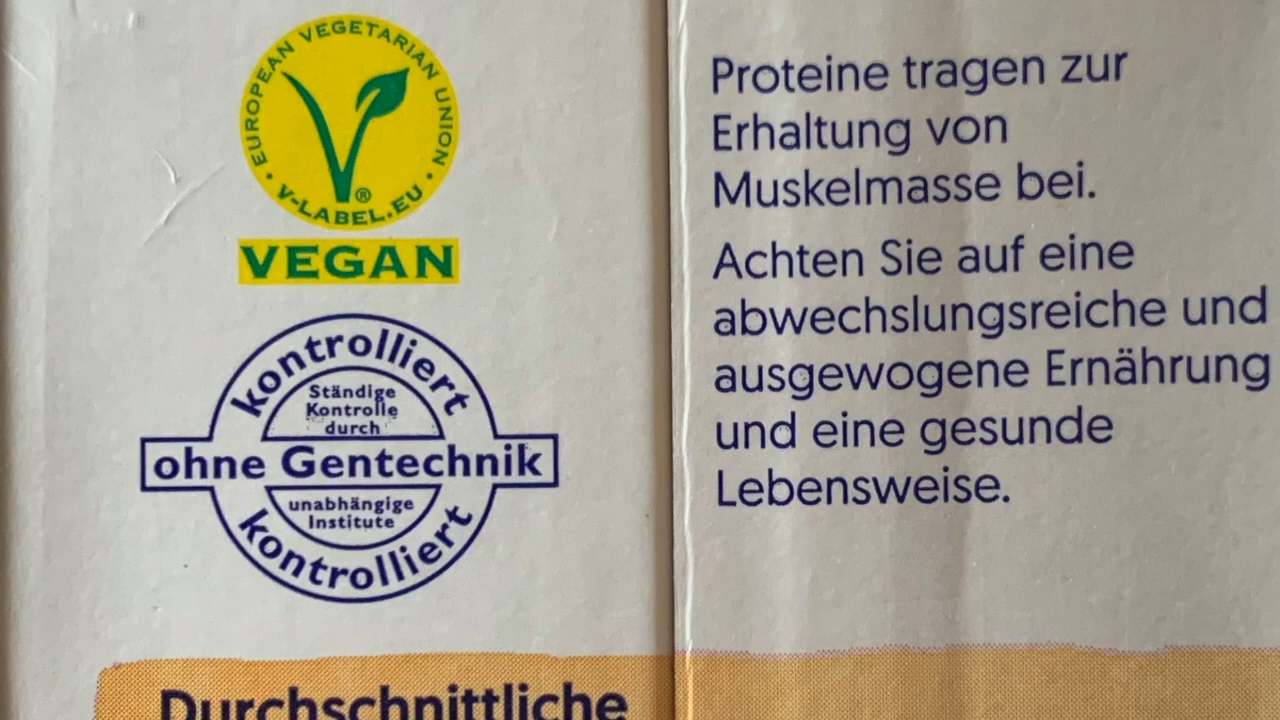 EUROPEAN VEGETARIAN UNION
V-LABEL.EU
®
VEGAN
kontrolliert
Ständige
Kontrolle
durch
ohne Gentechnik
unabhängige
Institute
kontrolliert
Durchschnittliche
Proteine tragen zur
Erhaltung von
Muskelmasse bei.
Achten Sie auf eine
abwechslungsreiche und
ausgewogene Ernährung
und eine gesunde
Lebensweise.